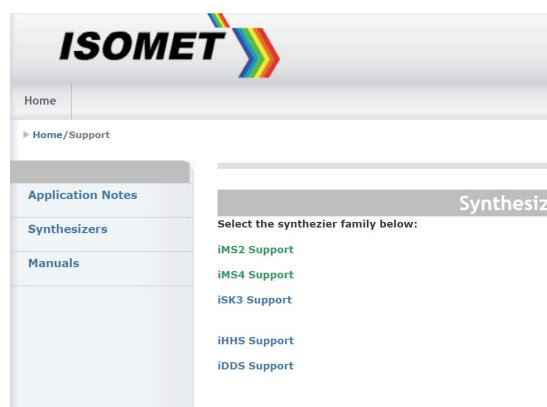 ISOMET
Home
Home/Support
Application Notes
Synthesizers
Manuals
Synthesiz
Select the synthezier family below:
iMS2 Support
iMS4 Support
iSK3 Support
iHHS Support
iDDS Support